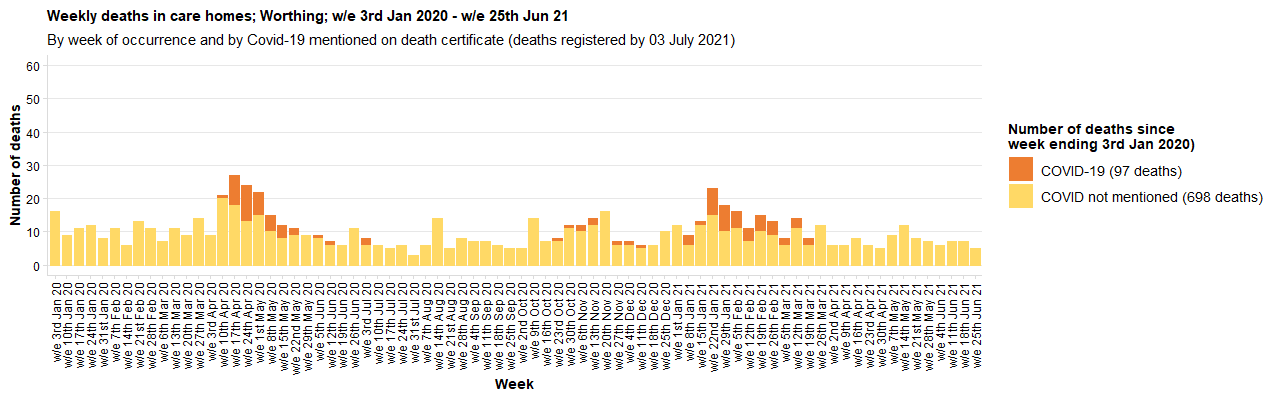 Weekly deaths in care homes; Worthing; w/e 3rd Jan 2020 - w/e 25th Jun 21
By week of occurrence and by Covid-19 mentioned on death certificate (deaths registered by 03 July 2021)
Number of deaths
60
50
40
30
20
10
0
w/e 3rd Jan 20
w/e 10th Jan 20
w/e 17th Jan 20
w/e 24th Jan 20
w/e 31st Jan 20
w/e 7th Feb 20
w/e 14th Feb 20
w/e 21st Feb 20
w/e 28th Feb 20
w/e 6th Mar 20
w/e 13th Mar 20
w/e 20th Mar 20
w/e 27th Mar 20
w/e 3rd Apr 20
w/e 10th Apr 20
w/e 17th Apr 20
w/e 24th Apr 20
w/e 1st May 20
w/e 8th May 20
w/e 15th May 20
w/e 22nd May 20
w/e 29th May 20
w/e 5th Jun 20
w/e 12th Jun 20
w/e 19th Jun 20
w/e 26th Jun 20
w/e 3rd Jul 20
w/e 10th Jul 20
w/e 17th Jul 20
w/e 24th Jul 20
w/e 31st Jul 20
w/e 7th Aug 20
w/e 14th Aug 20
w/e 21st Aug 20
w/e 28th Aug 20
w/e 4th Sep 20
w/e 11th Sep 20
w/e 18th Sep 20
w/e 25th Sep 20
w/e 2nd Oct 20
w/e 9th Oct 20
w/e 16th Oct 20
w/e 23rd Oct 20
w/e 30th Oct 20
w/e 6th Nov 20
w/e 13th Nov 20
w/e 20th Nov 20
w/e 27th Nov 20
w/e 4th Dec 20
w/e 11th Dec 20
w/e 18th Dec 20
w/e 25th Dec 20
w/e 1st Jan 21
w/e 8th Jan 21
w/e 15th Jan 21
w/e 22nd Jan 21
w/e 29th Jan 21
w/e 5th Feb 21
w/e 12th Feb 21
w/e 19th Feb 21
w/e 26th Feb 21
w/e 5th Mar 21
w/e 12th Mar 21
w/e 19th Mar 21
w/e 26th Mar 21
w/e 2nd Apr 21
w/e 9th Apr 21
w/e 16th Apr 21
w/e 23rd Apr 21
w/e 30th Apr 21
w/e 7th May 21
w/e 14th May 21
w/e 21st May 21
w/e 28th May 21
w/e 4th Jun 21
w/e 11th Jun 21
w/e 18th Jun 21
w/e 25th Jun 21
Week
Number of deaths since
week ending 3rd Jan 2020)
COVID-19 (97 deaths)
COVID not mentioned (698 deaths)